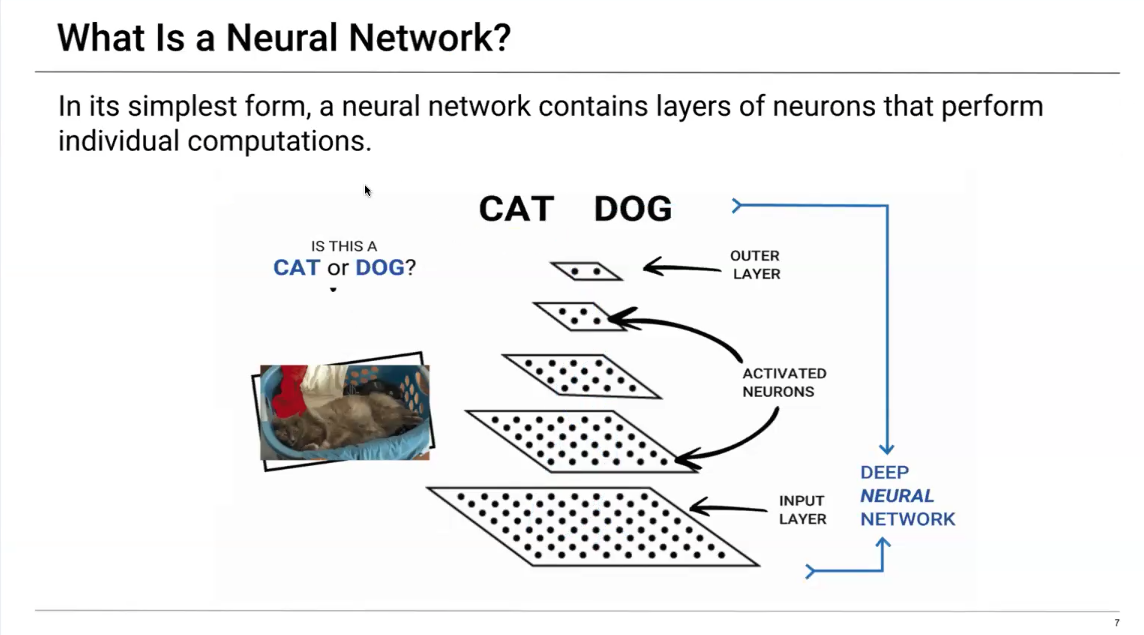 What Is a Neural Network?
In its simplest form, a neural network contains layers of neurons that perform
individual computations.
CAT DOG
IS THIS A
CAT or DOG?
OUTER
LAYER
ACTIVATED
NEURONS
INPUT
LAYER
DEEP
NEURAL
NETWORK
7